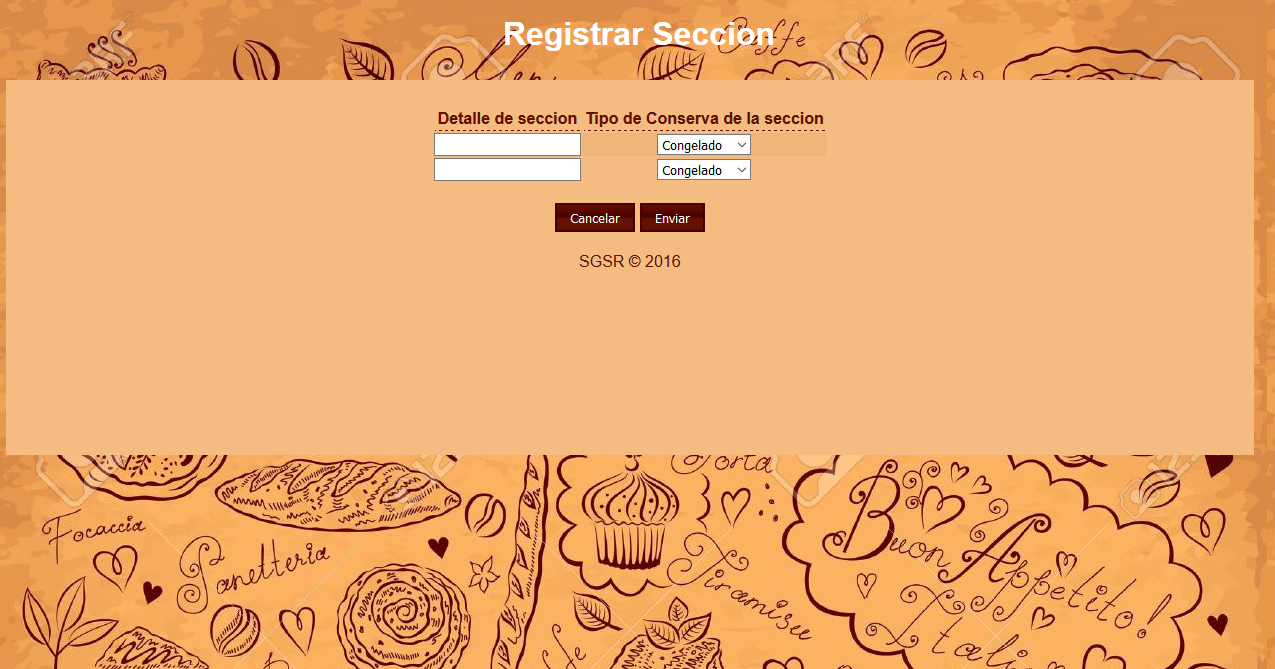 Registrar Seccion
Caffe
Detalle de seccion Tipo de Conserva de la seccion
Congelado
Congelado
Cancelar Enviar
SGSR © 2016
Torta
Focaccia
Panetteria
Buon Appetito!
Tiramisu